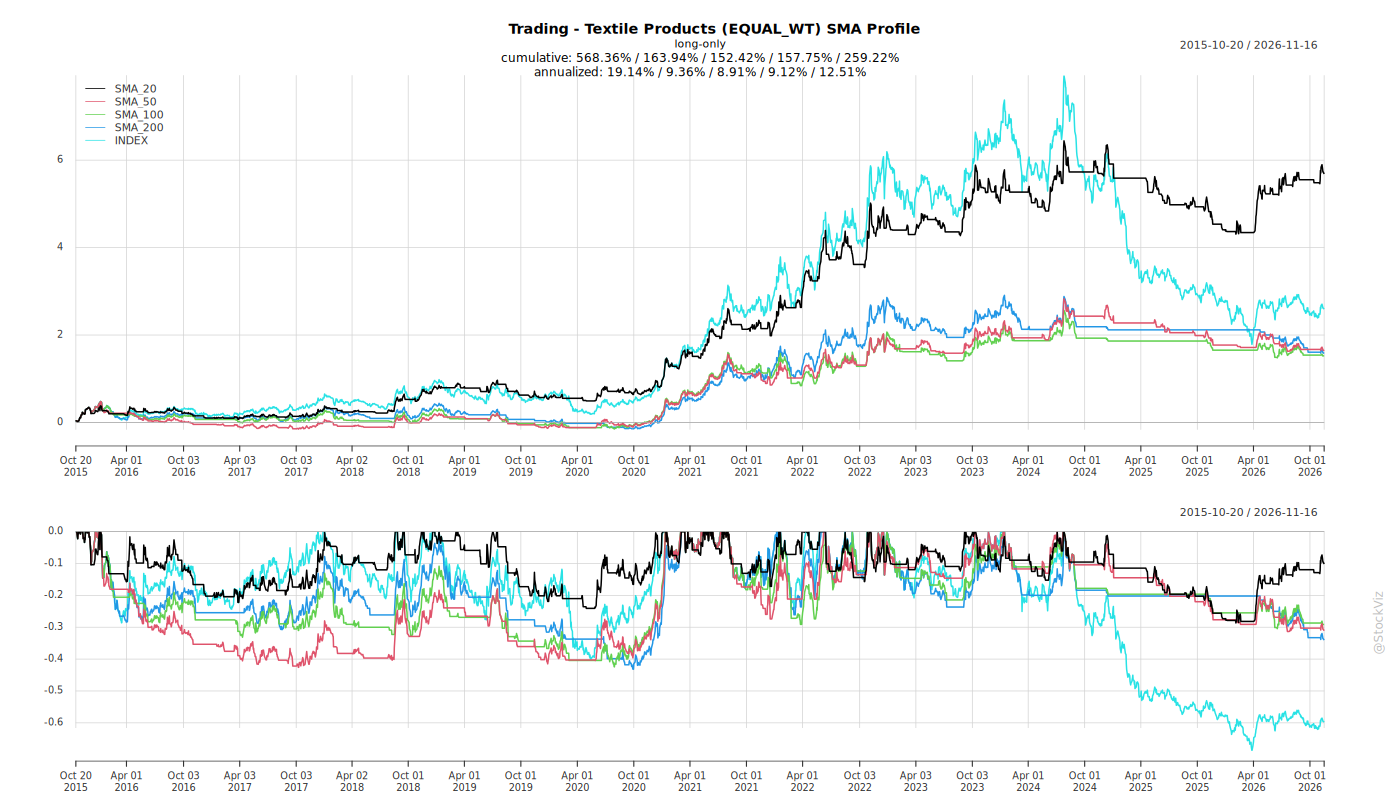 Trading - Textile Products (EQUAL_WT) SMA Profile
long-only
2015-10-20 / 2026-11-16
cumulative: 568.36% / 163.94% / 152.42% / 157.75% / 259.22%
annualized: 19.14% / 9.36% / 8.91% / 9.12% / 12.51%
SMA_20
SMA_50
SMA_100
SMA_200
INDEX
6
4
2
0
Oct 20 Apr 01 Oct 03 Apr 03 Oct 03 Apr 02 Oct 01 Apr 01 Oct 01 Apr 01 Oct 01 Apr 01 Oct 01 Apr 01 Oct 03 Apr 03 Oct 03 Apr 01 Oct 01 Apr 01 Oct 01 Apr 01 Oct 01
2015 2016 2016 2017 2017 2018 2018 2019 2019 2020 2020 2021 2021 2022 2022 2023 2023 2024 2024 2025 2025 2026 2026
2015-10-20 / 2026-11-16
0.0
-0.1
-0.2
-0.3
-0.4
-0.5
-0.6
Oct 20 Apr 01 Oct 03 Apr 03 Oct 03 Apr 02 Oct 01 Apr 01 Oct 01 Apr 01 Oct 01 Apr 01 Oct 01 Apr 01 Oct 03 Apr 03 Oct 03 Apr 01 Oct 01 Apr 01 Oct 01 Apr 01 Oct 01
2015 2016 2016 2017 2017 2018 2018 2019 2019 2020 2020 2021 2021 2022 2022 2023 2023 2024 2024 2025 2025 2026 2026
@StockViz